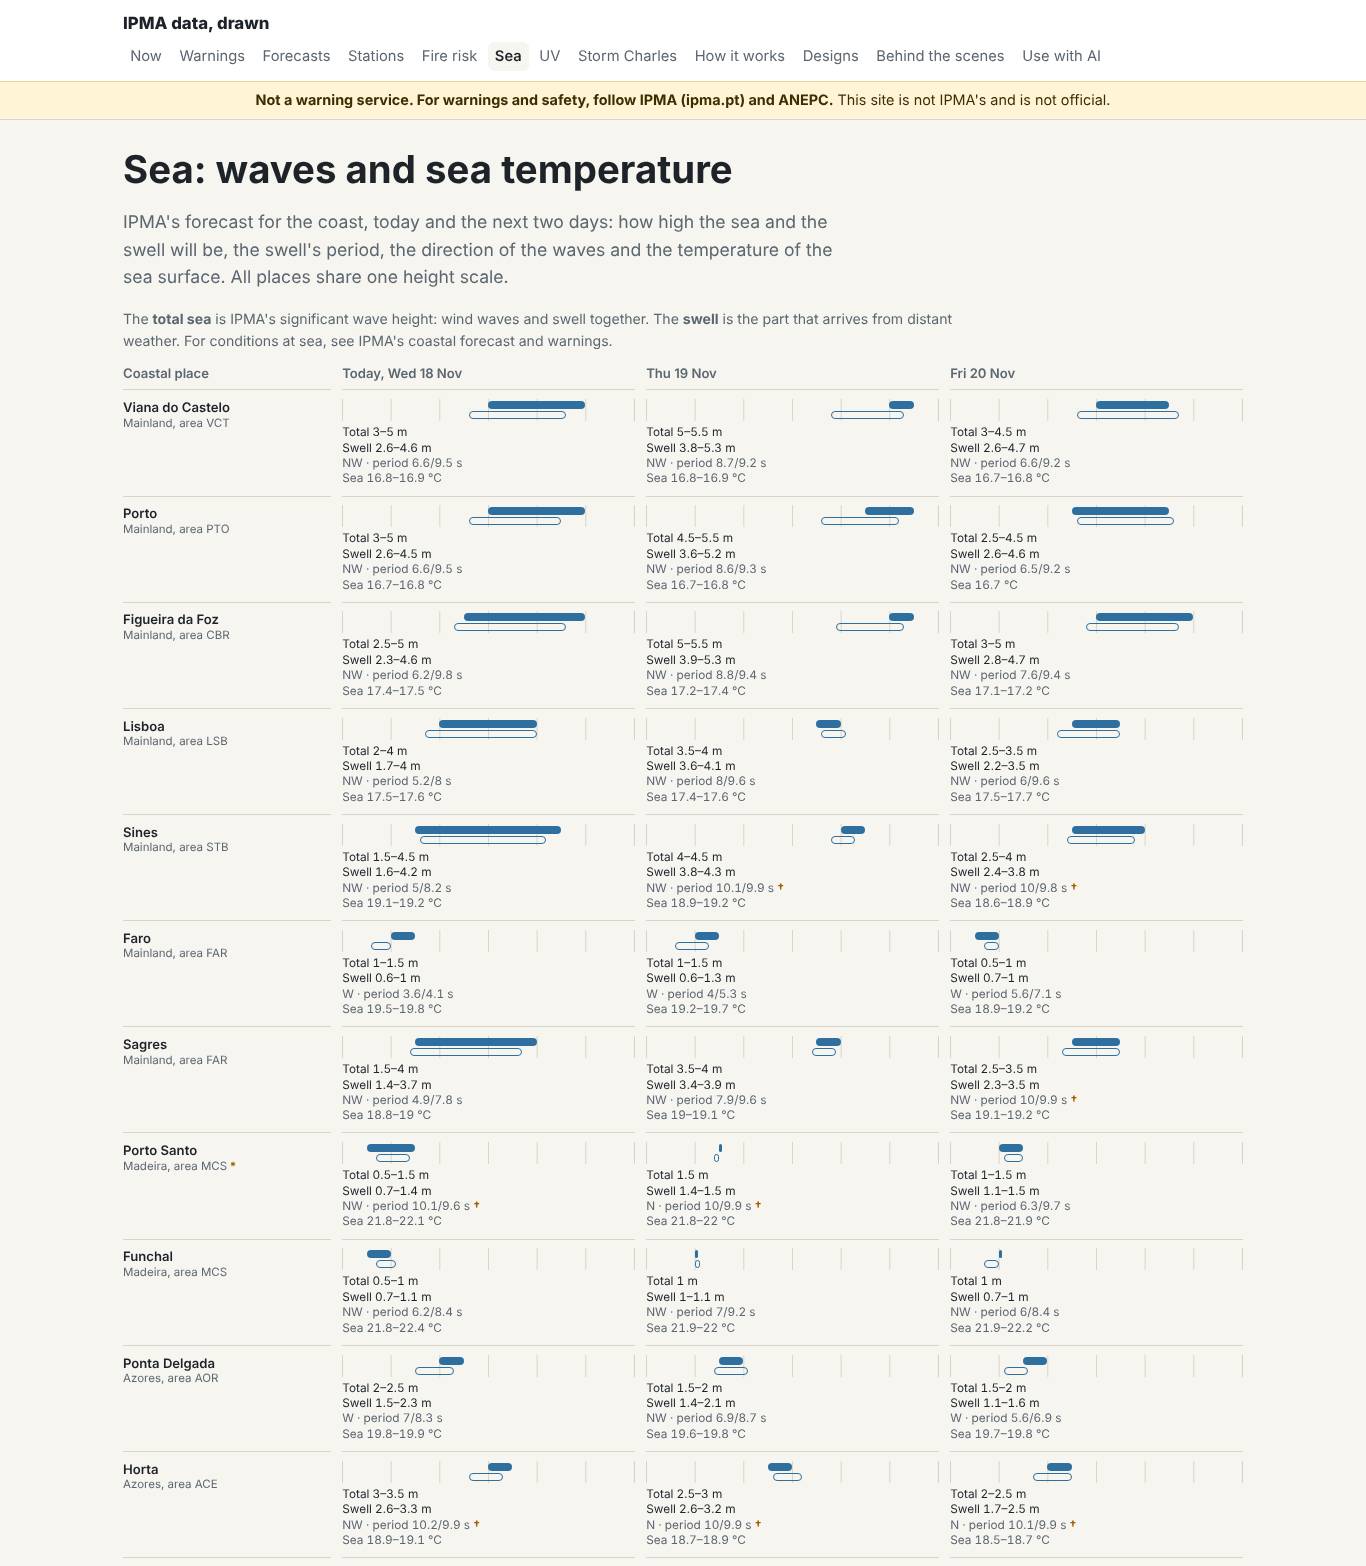 IPMA data, drawn
Now Warnings Forecasts Stations Fire risk Sea UV Storm Charles How it works Designs Behind the scenes Use with AI
Not a warning service. For warnings and safety, follow IPMA (ipma.pt) and ANEPC. This site is not IPMA's and is not official.
Sea: waves and sea temperature
IPMA's forecast for the coast, today and the next two days: how high the sea and the
swell will be, the swell's period, the direction of the waves and the temperature of the
sea surface. All places share one height scale.
The total sea is IPMA's significant wave height: wind waves and swell together. The swell is the part that arrives from distant
weather. For conditions at sea, see IPMA's coastal forecast and warnings.
Coastal place Today, Wed 18 Nov Thu 19 Nov Fri 20 Nov
Viana do Castelo
Mainland, area VCT
Total 3–5 m Total 5–5.5 m Total 3–4.5 m
Swell 2.6–4.6 m Swell 3.8–5.3 m Swell 2.6–4.7 m
NW · period 6.6/9.5 s NW · period 8.7/9.2 s NW · period 6.6/9.2 s
Sea 16.8–16.9 °C Sea 16.8–16.9 °C Sea 16.7–16.8 °C
Porto
Mainland, area PTO
Total 3–5 m Total 4.5–5.5 m Total 2.5–4.5 m
Swell 2.6–4.5 m Swell 3.6–5.2 m Swell 2.6–4.6 m
NW · period 6.6/9.5 s NW · period 8.6/9.3 s NW · period 6.5/9.2 s
Sea 16.7–16.8 °C Sea 16.7–16.8 °C Sea 16.7 °C
Figueira da Foz
Mainland, area CBR
Total 2.5–5 m Total 5–5.5 m Total 3–5 m
Swell 2.3–4.6 m Swell 3.9–5.3 m Swell 2.8–4.7 m
NW · period 6.2/9.8 s NW · period 8.8/9.4 s NW · period 7.6/9.4 s
Sea 17.4–17.5 °C Sea 17.2–17.4 °C Sea 17.1–17.2 °C
Lisboa
Mainland, area LSB
Total 2–4 m Total 3.5–4 m Total 2.5–3.5 m
Swell 1.7–4 m Swell 3.6–4.1 m Swell 2.2–3.5 m
NW · period 5.2/8 s NW · period 8/9.6 s NW · period 6/9.6 s
Sea 17.5–17.6 °C Sea 17.4–17.6 °C Sea 17.5–17.7 °C
Sines
Mainland, area STB
Total 1.5–4.5 m Total 4–4.5 m Total 2.5–4 m
Swell 1.6–4.2 m Swell 3.8–4.3 m Swell 2.4–3.8 m
NW · period 5/8.2 s NW · period 10.1/9.9 s † NW · period 10/9.8 s †
Sea 19.1–19.2 °C Sea 18.9–19.2 °C Sea 18.6–18.9 °C
Faro
Mainland, area FAR
Total 1–1.5 m Total 1–1.5 m Total 0.5–1 m
Swell 0.6–1 m Swell 0.6–1.3 m Swell 0.7–1 m
W · period 3.6/4.1 s W · period 4/5.3 s W · period 5.6/7.1 s
Sea 19.5–19.8 °C Sea 19.2–19.7 °C Sea 18.9–19.2 °C
Sagres
Mainland, area FAR
Total 1.5–4 m Total 3.5–4 m Total 2.5–3.5 m
Swell 1.4–3.7 m Swell 3.4–3.9 m Swell 2.3–3.5 m
NW · period 4.9/7.8 s NW · period 7.9/9.6 s NW · period 10/9.9 s †
Sea 18.8–19 °C Sea 19–19.1 °C Sea 19.1–19.2 °C
Porto Santo
Madeira, area MCS *
Total 0.5–1.5 m Total 1.5 m Total 1–1.5 m
Swell 0.7–1.4 m Swell 1.4–1.5 m Swell 1.1–1.5 m
NW · period 10.1/9.6 s † N · period 10/9.9 s † NW · period 6.3/9.7 s
Sea 21.8–22.1 °C Sea 21.8–22 °C Sea 21.8–21.9 °C
Funchal
Madeira, area MCS
Total 0.5–1 m Total 1 m Total 1 m
Swell 0.7–1.1 m Swell 1–1.1 m Swell 0.7–1 m
NW · period 6.2/8.4 s NW · period 7/9.2 s NW · period 6/8.4 s
Sea 21.8–22.4 °C Sea 21.9–22 °C Sea 21.9–22.2 °C
Ponta Delgada
Azores, area AOR
Total 2–2.5 m Total 1.5–2 m Total 1.5–2 m
Swell 1.5–2.3 m Swell 1.4–2.1 m Swell 1.1–1.6 m
W · period 7/8.3 s NW · period 6.9/8.7 s W · period 5.6/6.9 s
Sea 19.8–19.9 °C Sea 19.6–19.8 °C Sea 19.7–19.8 °C
Horta
Azores, area ACE
Total 3–3.5 m Total 2.5–3 m Total 2–2.5 m
Swell 2.6–3.3 m Swell 2.6–3.2 m Swell 1.7–2.5 m
NW · period 10.2/9.9 s † N · period 10/9.9 s † N · period 10.1/9.9 s †
Sea 18.9–19.1 °C Sea 18.7–18.9 °C Sea 18.5–18.7 °C